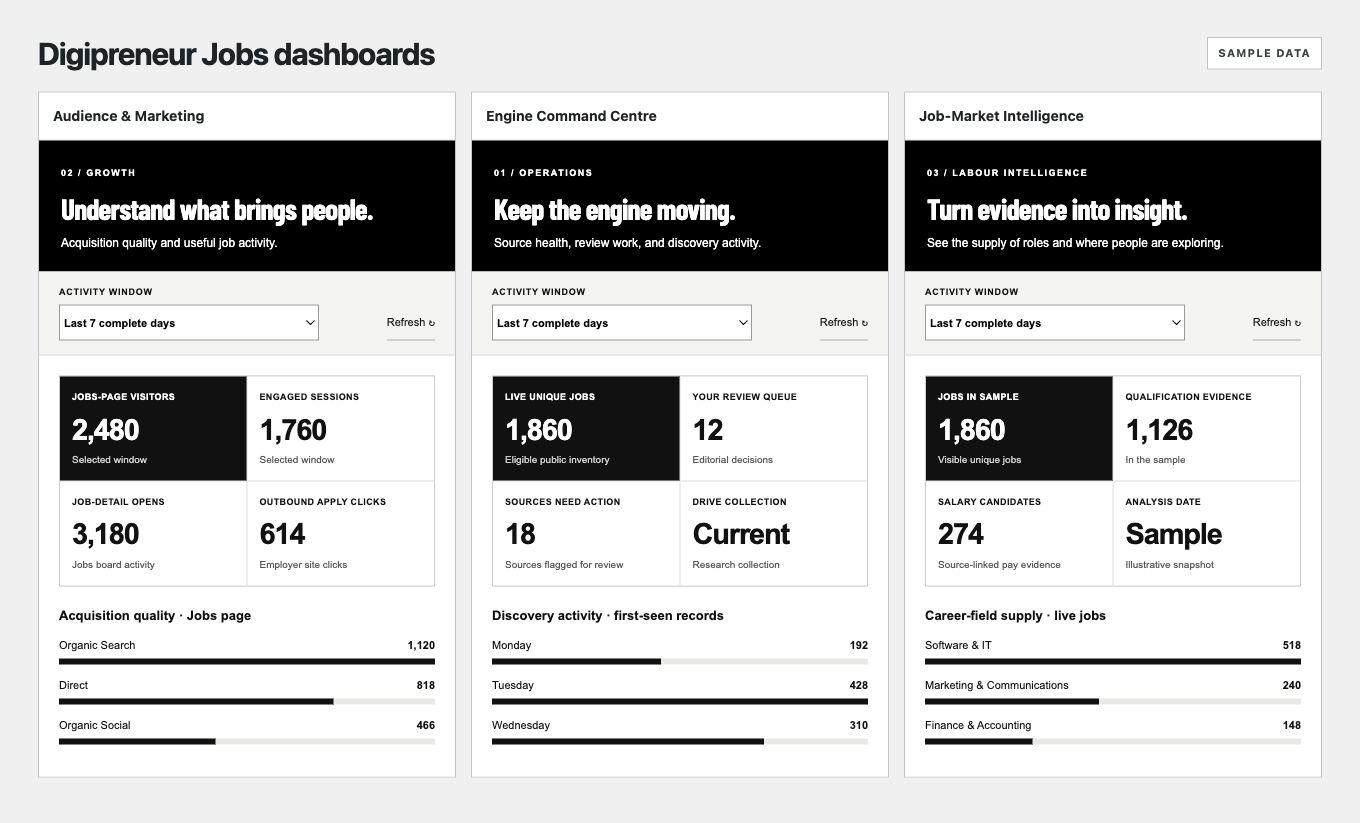 Digipreneur Jobs dashboards
SAMPLE DATA
Audience & Marketing
02 / GROWTH
Understand what brings people.
Acquisition quality and useful job activity.
ACTIVITY WINDOW
Last 7 complete days
Refresh ↻
JOBS-PAGE VISITORS
2,480
Selected window
ENGAGED SESSIONS
1,760
Selected window
JOB-DETAIL OPENS
3,180
Jobs board activity
OUTBOUND APPLY CLICKS
614
Employer site clicks
Acquisition quality · Jobs page
Organic Search 1,120
Direct 818
Organic Social 466
Engine Command Centre
01 / OPERATIONS
Keep the engine moving.
Source health, review work, and discovery activity.
ACTIVITY WINDOW
Last 7 complete days
Refresh ↻
LIVE UNIQUE JOBS
1,860
Eligible public inventory
YOUR REVIEW QUEUE
12
Editorial decisions
SOURCES NEED ACTION
18
Sources flagged for review
DRIVE COLLECTION
Current
Research collection
Discovery activity · first-seen records
Monday 192
Tuesday 428
Wednesday 310
Job-Market Intelligence
03 / LABOUR INTELLIGENCE
Turn evidence into insight.
See the supply of roles and where people are exploring.
ACTIVITY WINDOW
Last 7 complete days
Refresh ↻
JOBS IN SAMPLE
1,860
Visible unique jobs
QUALIFICATION EVIDENCE
1,126
In the sample
SALARY CANDIDATES
274
Source-linked pay evidence
ANALYSIS DATE
Sample
Illustrative snapshot
Career-field supply · live jobs
Software & IT 518
Marketing & Communications 240
Finance & Accounting 148